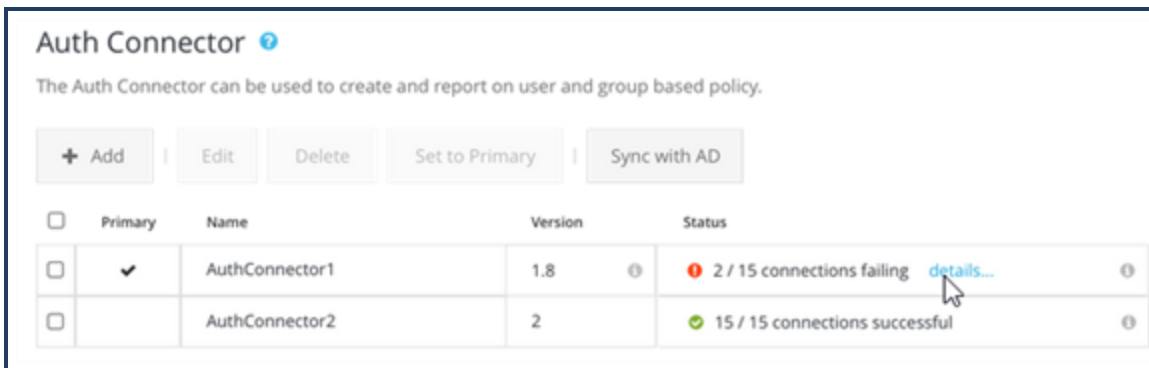 Auth Connector
The Auth Connector can be used to create and report on user and group based policy.
+ Add | Edit Delete Set to Primary | Sync with AD
Primary Name Version Status
AuthConnector1 1.8 2 / 15 connections failing details...
AuthConnector2 2 15 / 15 connections successful